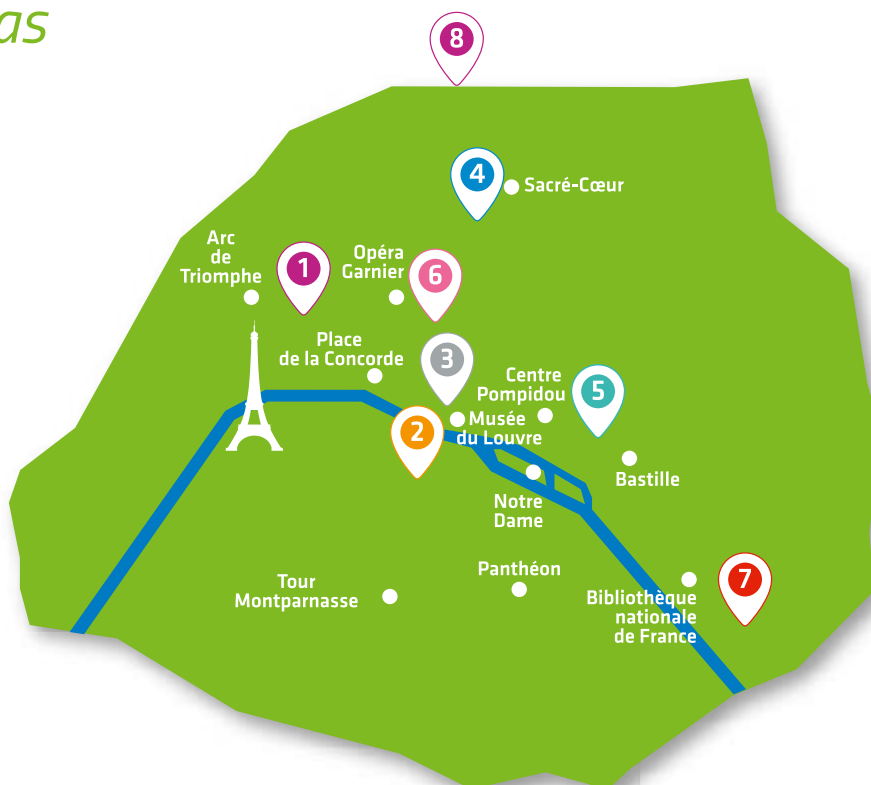 as
8
4
Sacré-Cœur
Arc
de
Triomphe
1
Opéra
Garnier
6
Place
de la Concorde
3
Centre
Pompidou
5
2
Musée
du Louvre
Bastille
Notre
Dame
Panthéon
Tour
Montparnasse
7
Bibliothèque
nationale
de France